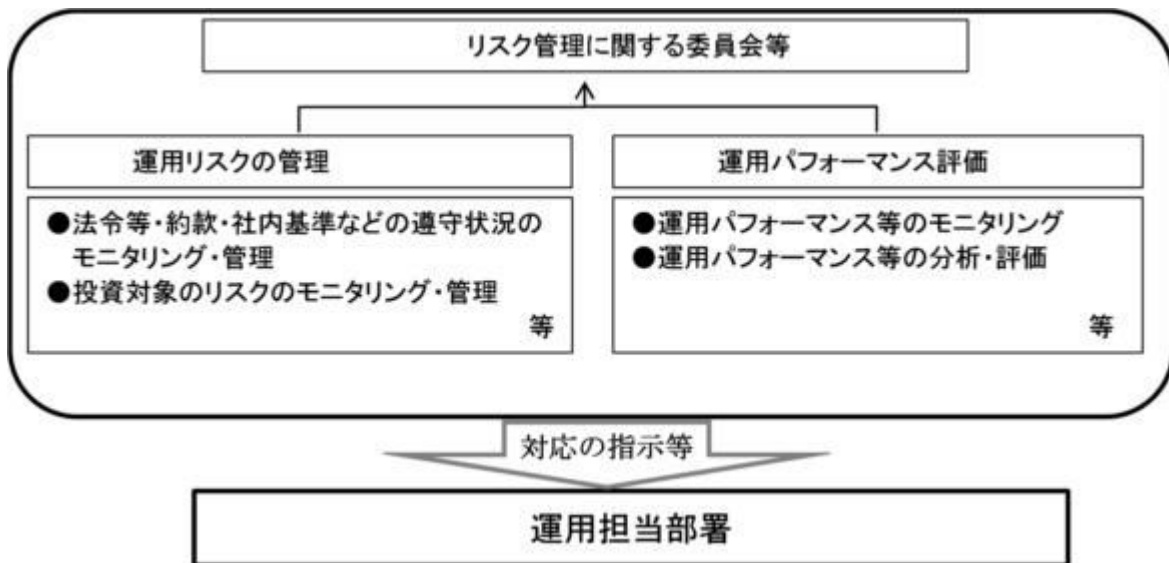 リスク管理に関する委員会等
運用リスクの管理
●法令等・約款・社内基準などの遵守状況の
モニタリング・管理
●投資対象のリスクのモニタリング・管理
等
運用パフォーマンス評価
●運用パフォーマンス等のモニタリング
●運用パフォーマンス等の分析・評価
等
対応の指示等
運用担当部署